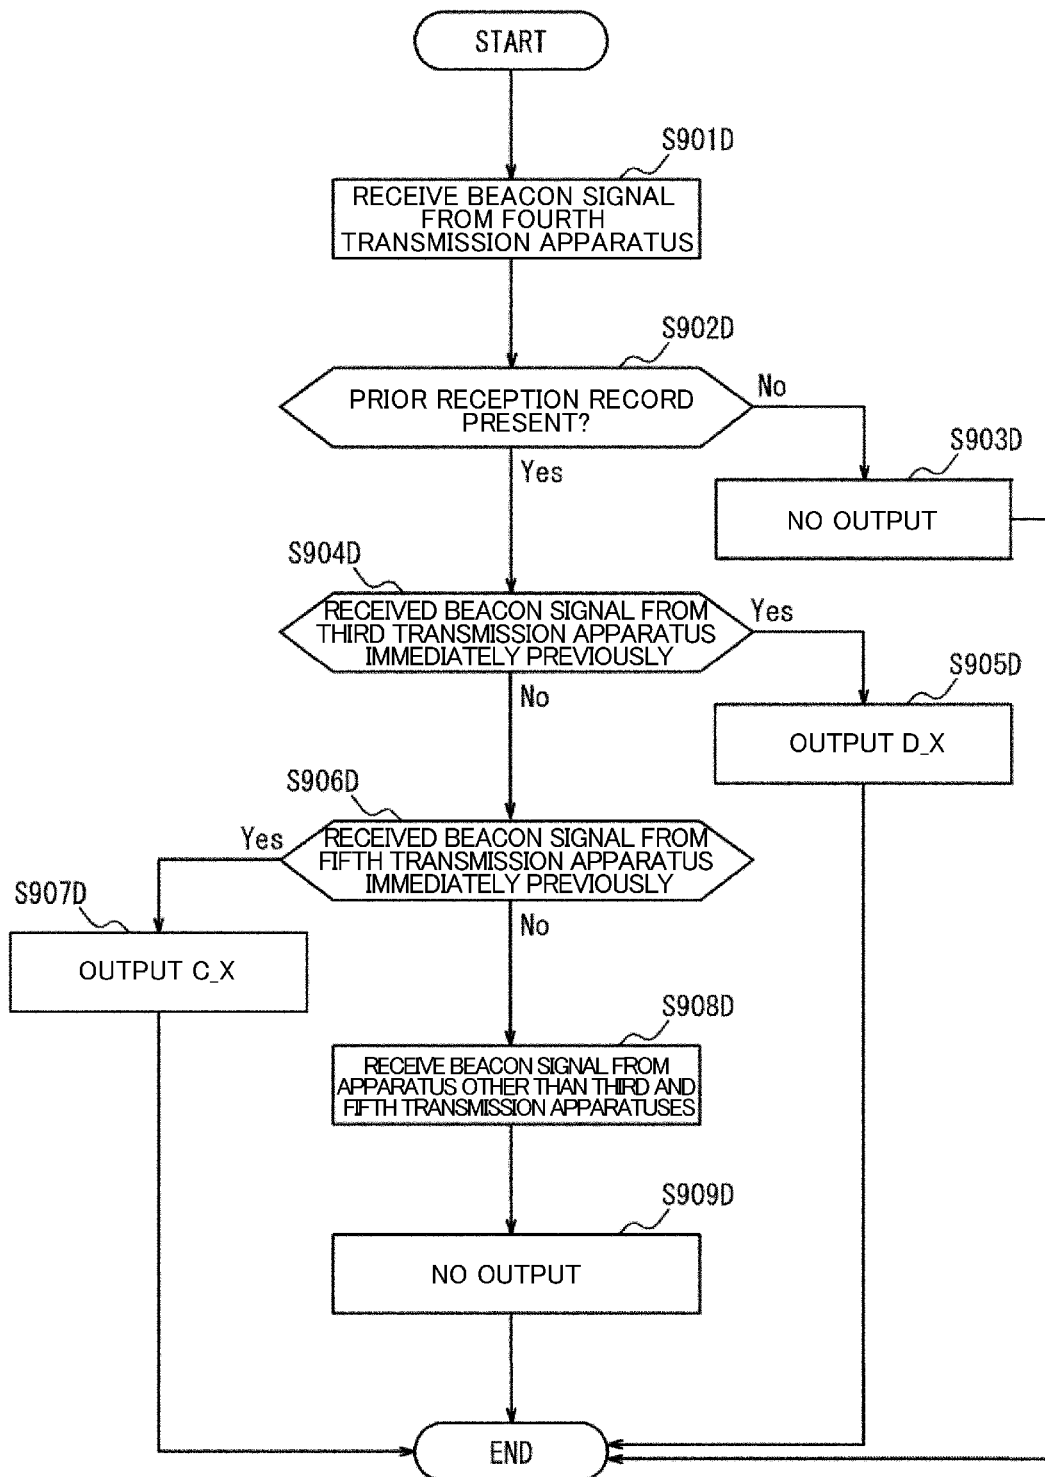 START
S901D
RECEIVE BEACON SIGNAL
FROM FOURTH
TRANSMISSION APPARATUS
S902D
PRIOR RECEPTION RECORD
PRESENT?
No
Yes
S903D
NO OUTPUT
S904D
RECEIVED BEACON SIGNAL FROM
THIRD TRANSMISSION APPARATUS
IMMEDIATELY PREVIOUSLY
Yes
No
S905D
OUTPUT D_X
S906D
RECEIVED BEACON SIGNAL FROM
FIFTH TRANSMISSION APPARATUS
IMMEDIATELY PREVIOUSLY
Yes
No
S907D
OUTPUT C_X
S908D
RECEIVE BEACON SIGNAL FROM
APPARATUS OTHER THAN THIRD AND
FIFTH TRANSMISSION APPARATUSES
S909D
NO OUTPUT
END